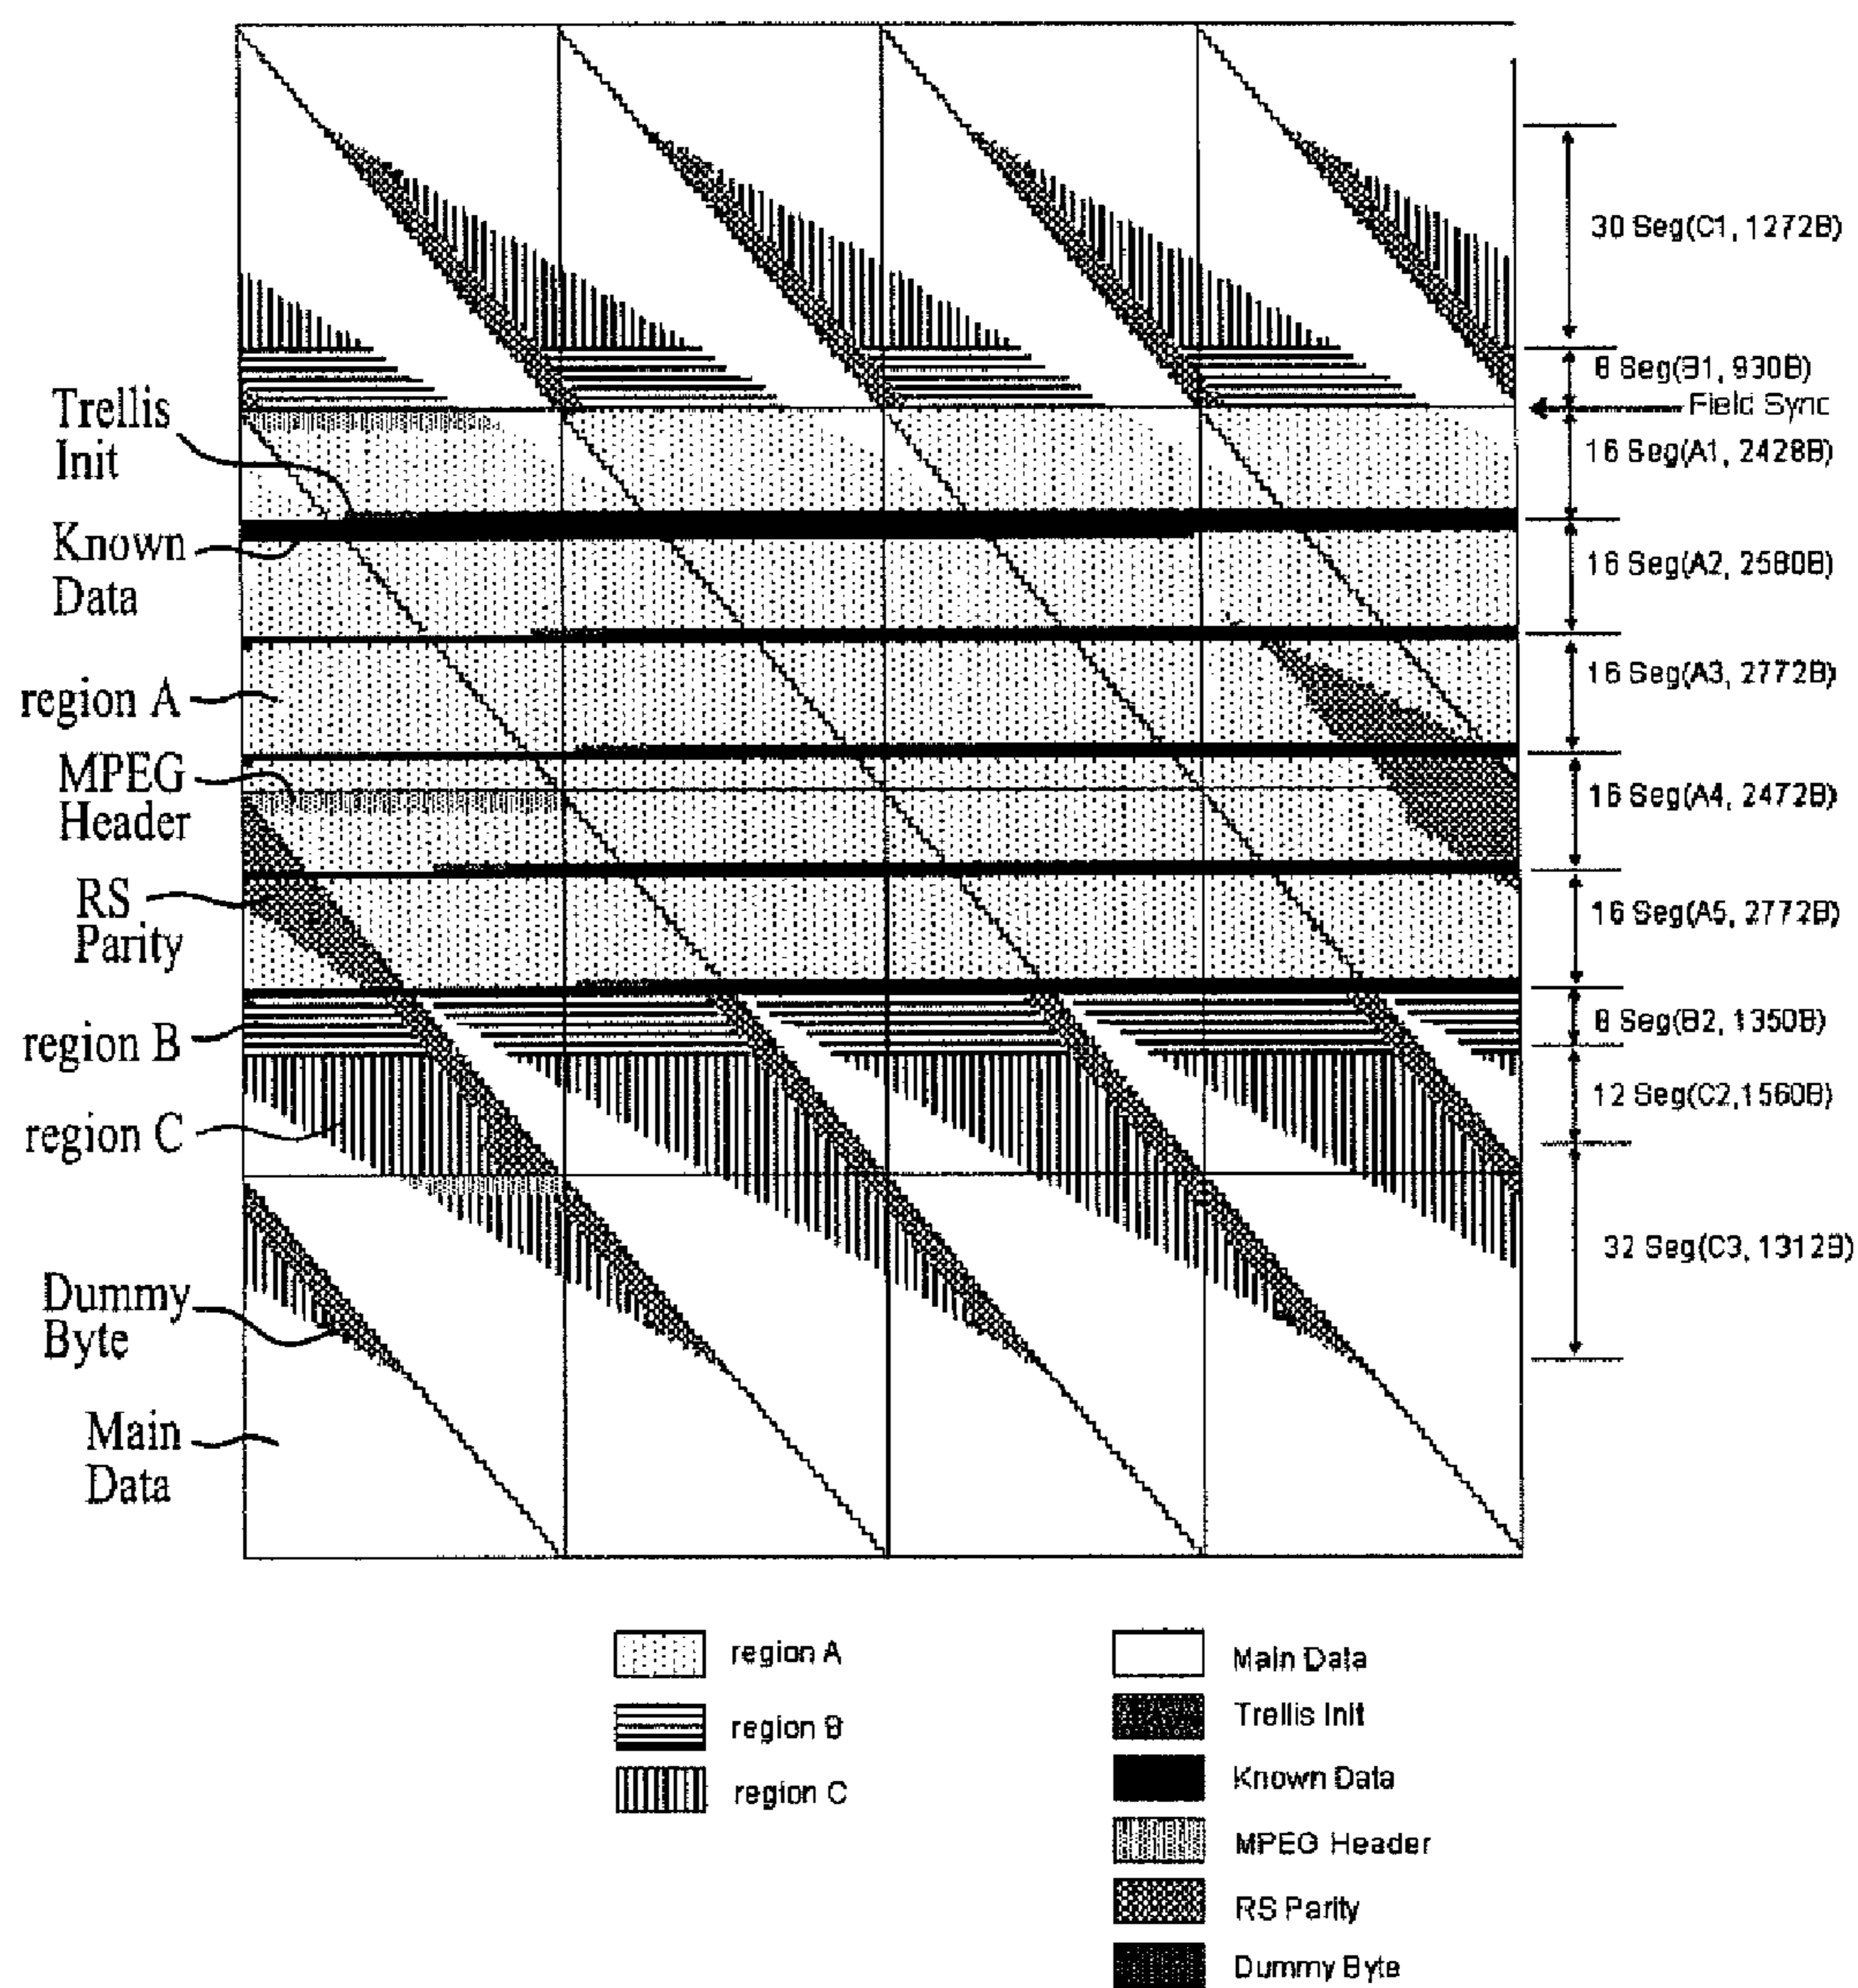 30 Seg(C1, 1272B)
8 Seg(B1, 930B)
Field Sync
Trellis
Init
16 Seg(A1, 2428B)
Known
Data
16 Seg(A2, 2580B)
region A
16 Seg(A3, 2772B)
MPEG
Header
16 Seg(A4, 2472B)
RS
Parity
16 Seg(A5, 2772B)
region B
8 Seg(B2, 1350B)
12 Seg(C2,1560B)
region C
32 Seg(C3, 1312B)
Dummy
Byte
Main
Data
region A
region B
region C
Main Data
Trellis Init
Known Data
MPEG Header
RS Parity
Dummy Byte